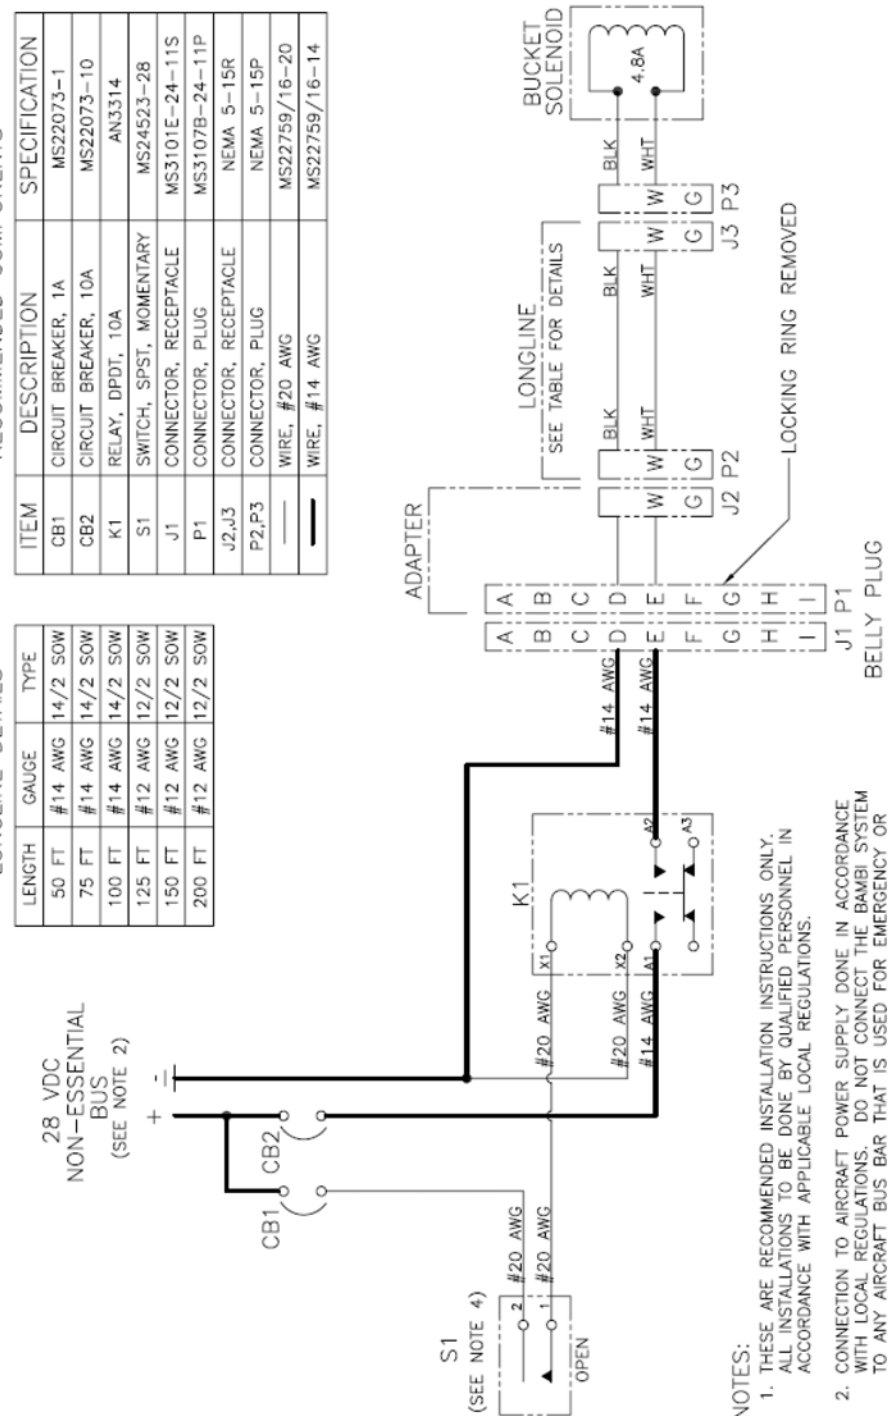 LENGTH GAUGE TYPE
50 FT #14 AWG 14/2 SOW
75 FT #14 AWG 14/2 SOW
100 FT #14 AWG 14/2 SOW
125 FT #12 AWG 12/2 SOW
150 FT #12 AWG 12/2 SOW
200 FT #12 AWG 12/2 SOW
ITEM DESCRIPTION SPECIFICATION
CB1 CIRCUIT BREAKER, 1A MS22073-1
CB2 CIRCUIT BREAKER, 10A MS22073-10
K1 RELAY, DPDT, 10A AN3314
S1 SWITCH, SPST, MOMENTARY MS24523-28
J1 CONNECTOR, RECEPTACLE MS3101E-24-11S
P1 CONNECTOR, PLUG MS3107B-24-11P
J2,J3 CONNECTOR, RECEPTACLE NEMA 5-15R
P2,P3 CONNECTOR, PLUG NEMA 5-15P
WIRE, #20 AWG MS22759/16-20
WIRE, #14 AWG MS22759/16-14
28 VDC
NON-ESSENTIAL
BUS
(SEE NOTE 2)
+
CB1
CB2
S1
(SEE NOTE 4)
2
1
OPEN
#20 AWG
#20 AWG
#20 AWG
#20 AWG
#14 AWG
K1
X1
X2
A1
A2
A3
#14 AWG
#14 AWG
ADAPTER
A A
B B
C C
D D
E E
F F
G G
H H
I I
J1 P1
BELLY PLUG
LOCKING RING REMOVED
W W
G G
J2 P2
LONGLINE
SEE TABLE FOR DETAILS
BLK
WHT
BLK
WHT
W W
G G
J3 P3
BLK
WHT
BUCKET
SOLENOID
4.8A
NOTES:
1. THESE ARE RECOMMENDED INSTALLATION INSTRUCTIONS ONLY.
ALL INSTALLATIONS TO BE DONE BY QUALIFIED PERSONNEL IN
ACCORDANCE WITH APPLICABLE LOCAL REGULATIONS.
2. CONNECTION TO AIRCRAFT POWER SUPPLY DONE IN ACCORDANCE
WITH LOCAL REGULATIONS. DO NOT CONNECT THE BAMBI SYSTEM
TO ANY AIRCRAFT BUS BAR THAT IS USED FOR EMERGENCY OR